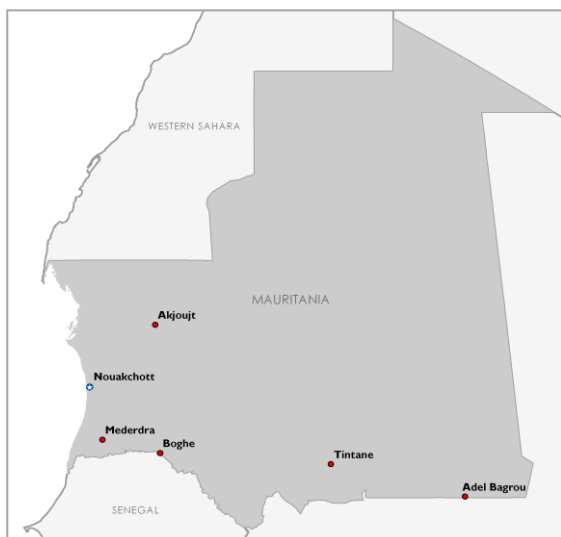 WESTERN SAHARA
MAURITANIA
Akjoujt
Nouakchott
Mederdra
Boghe
Tintane
Adel Bagrou
SENEGAL